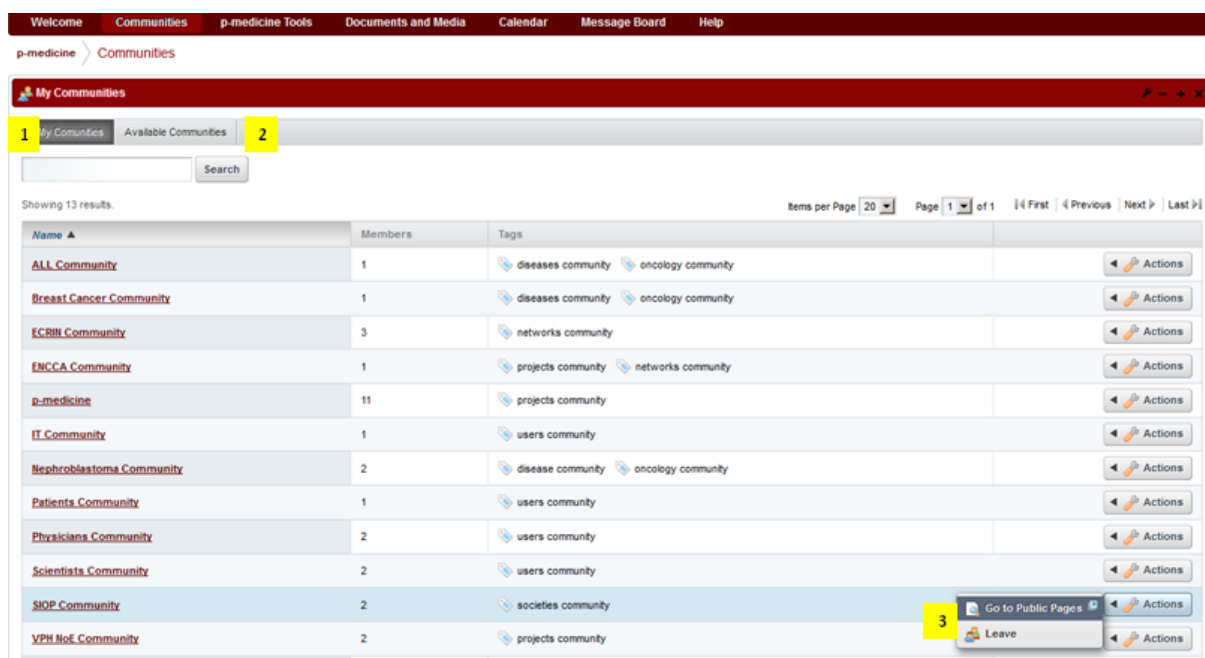 Welcome Communities p-medicine Tools Documents and Media Calendar Message Board Help
p-medicine Communities
My Communities
1 My Comunities Available Communities 2
Search
Showing 13 results.
Items per Page 20 Page 1 of 1 First Previous Next Last
Name Members Tags
ALL Community 1 diseases community oncology community Actions
Breast Cancer Community 1 diseases community oncology community Actions
ECRIN Community 3 networks community Actions
ENCCA Community 1 projects community networks community Actions
p-medicine 11 projects community Actions
IT Community 1 users community Actions
Nephroblastoma Community 2 disease community oncology community Actions
Patients Community 1 users community Actions
Physicians Community 2 users community Actions
Scientists Community 2 users community Actions
SIOP Community 2 societies community Go to Public Pages Actions
3
Leave
VPH NoE Community 2 projects community Actions